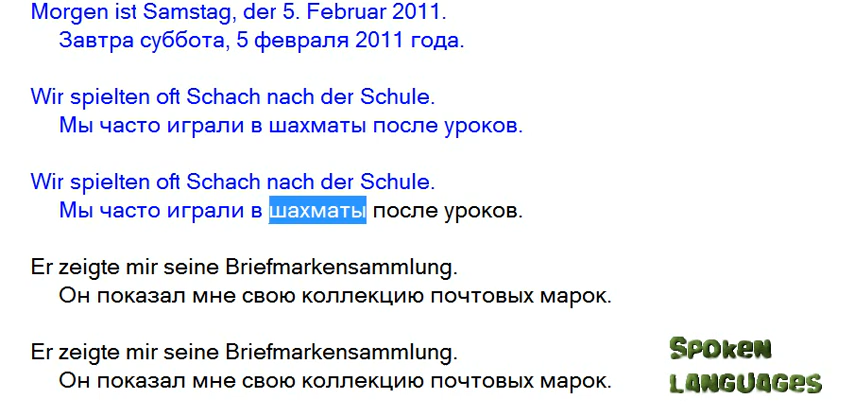 Morgen ist Samstag, der 5. Februar 2011.
Завтра суббота, 5 февраля 2011 года.
Wir spielten oft Schach nach der Schule.
Мы часто играли в шахматы после уроков.
Wir spielten oft Schach nach der Schule.
Мы часто играли в шахматы после уроков.
Er zeigte mir seine Briefmarkensammlung.
Он показал мне свою коллекцию почтовых марок.
Er zeigte mir seine Briefmarkensammlung.
Он показал мне свою коллекцию почтовых марок.
Spoken
Languages